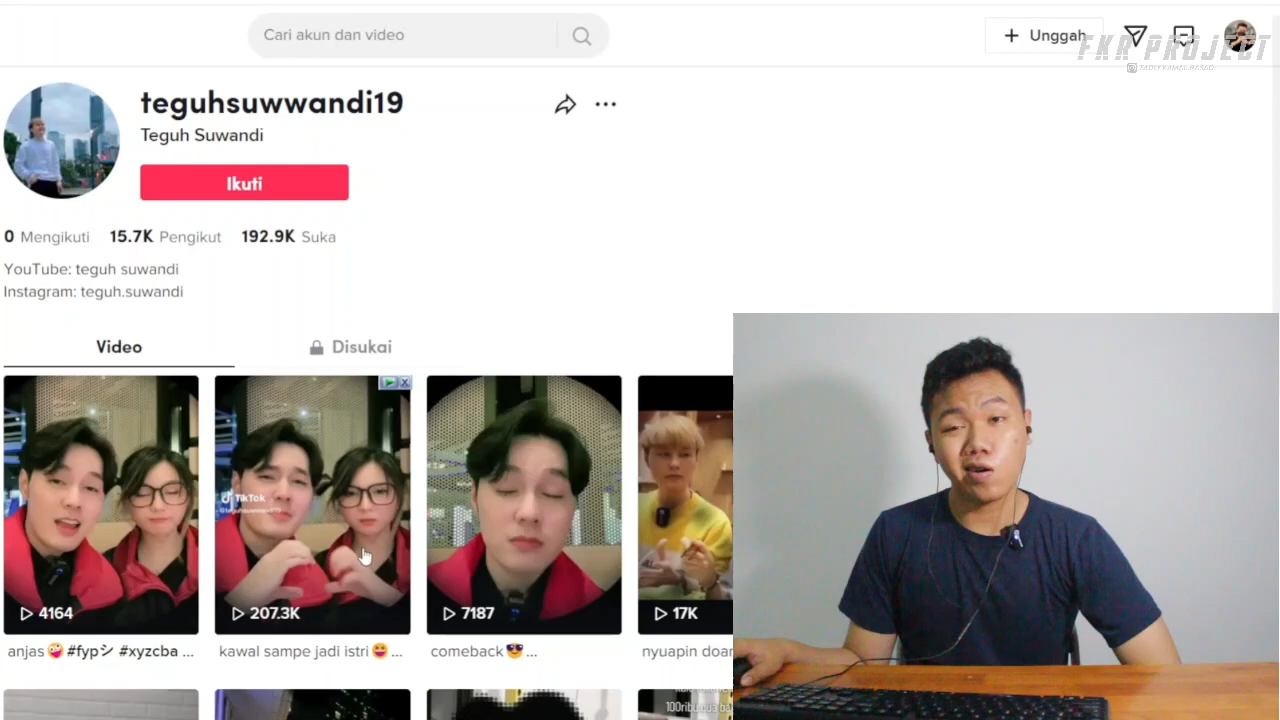 Cari akun dan video
Unggah
FKR PROJECT
teguhsuwwandi19
Teguh Suwandi
Ikuti
0 Mengikuti 15.7K Pengikut 192.9K Suka
YouTube: teguh suwandi
Instagram: teguh.suwandi
Video
Disukai
TikTok
4164
207.3K
7187
17K
anjas🤪 #fypシ #xyzcba ...
kawal sampe jadi istri😝 ...
comeback😎...
nyuapin doar
100ribu